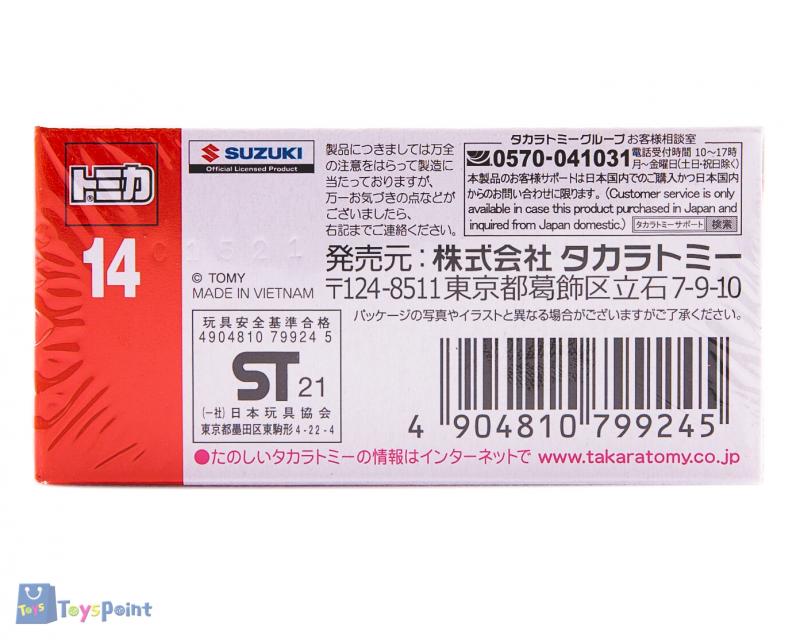 トミカ
14
SUZUKI
Official Licensed Product
© TOMY
MADE IN VIETNAM
製品につきましては万全
の注意をはらって製造に
当たっておりますが、
万一お気づきの点などが
ございましたら、
右記までご連絡ください。
タカラトミーグループ お客様相談室
0570-041031 電話受付時間 10~17時
月~金曜日(土・祝日除く)
本製品のお客様サポートは日本国内でのご購入かつ日本国内
からのお問い合わせに限ります。(Customer service is only
available in case this product purchased in Japan and
inquired from Japan domestic.) タカラトミーサポート 検索
発売元:株式会社 タカラトミー
〒124-8511東京都葛飾区立石7-9-10
パッケージの写真やイラストと異なる場合がございますがご了承ください。
玩具安全基準合格
4904810 79924 5
ST 21
(一社)日本玩具協会
東京都墨田区東駒形4-22-4
4 904810 799245
●たのしいタカラトミーの情報はインターネットで www.takaratomy.co.jp
Toys ToysPoint